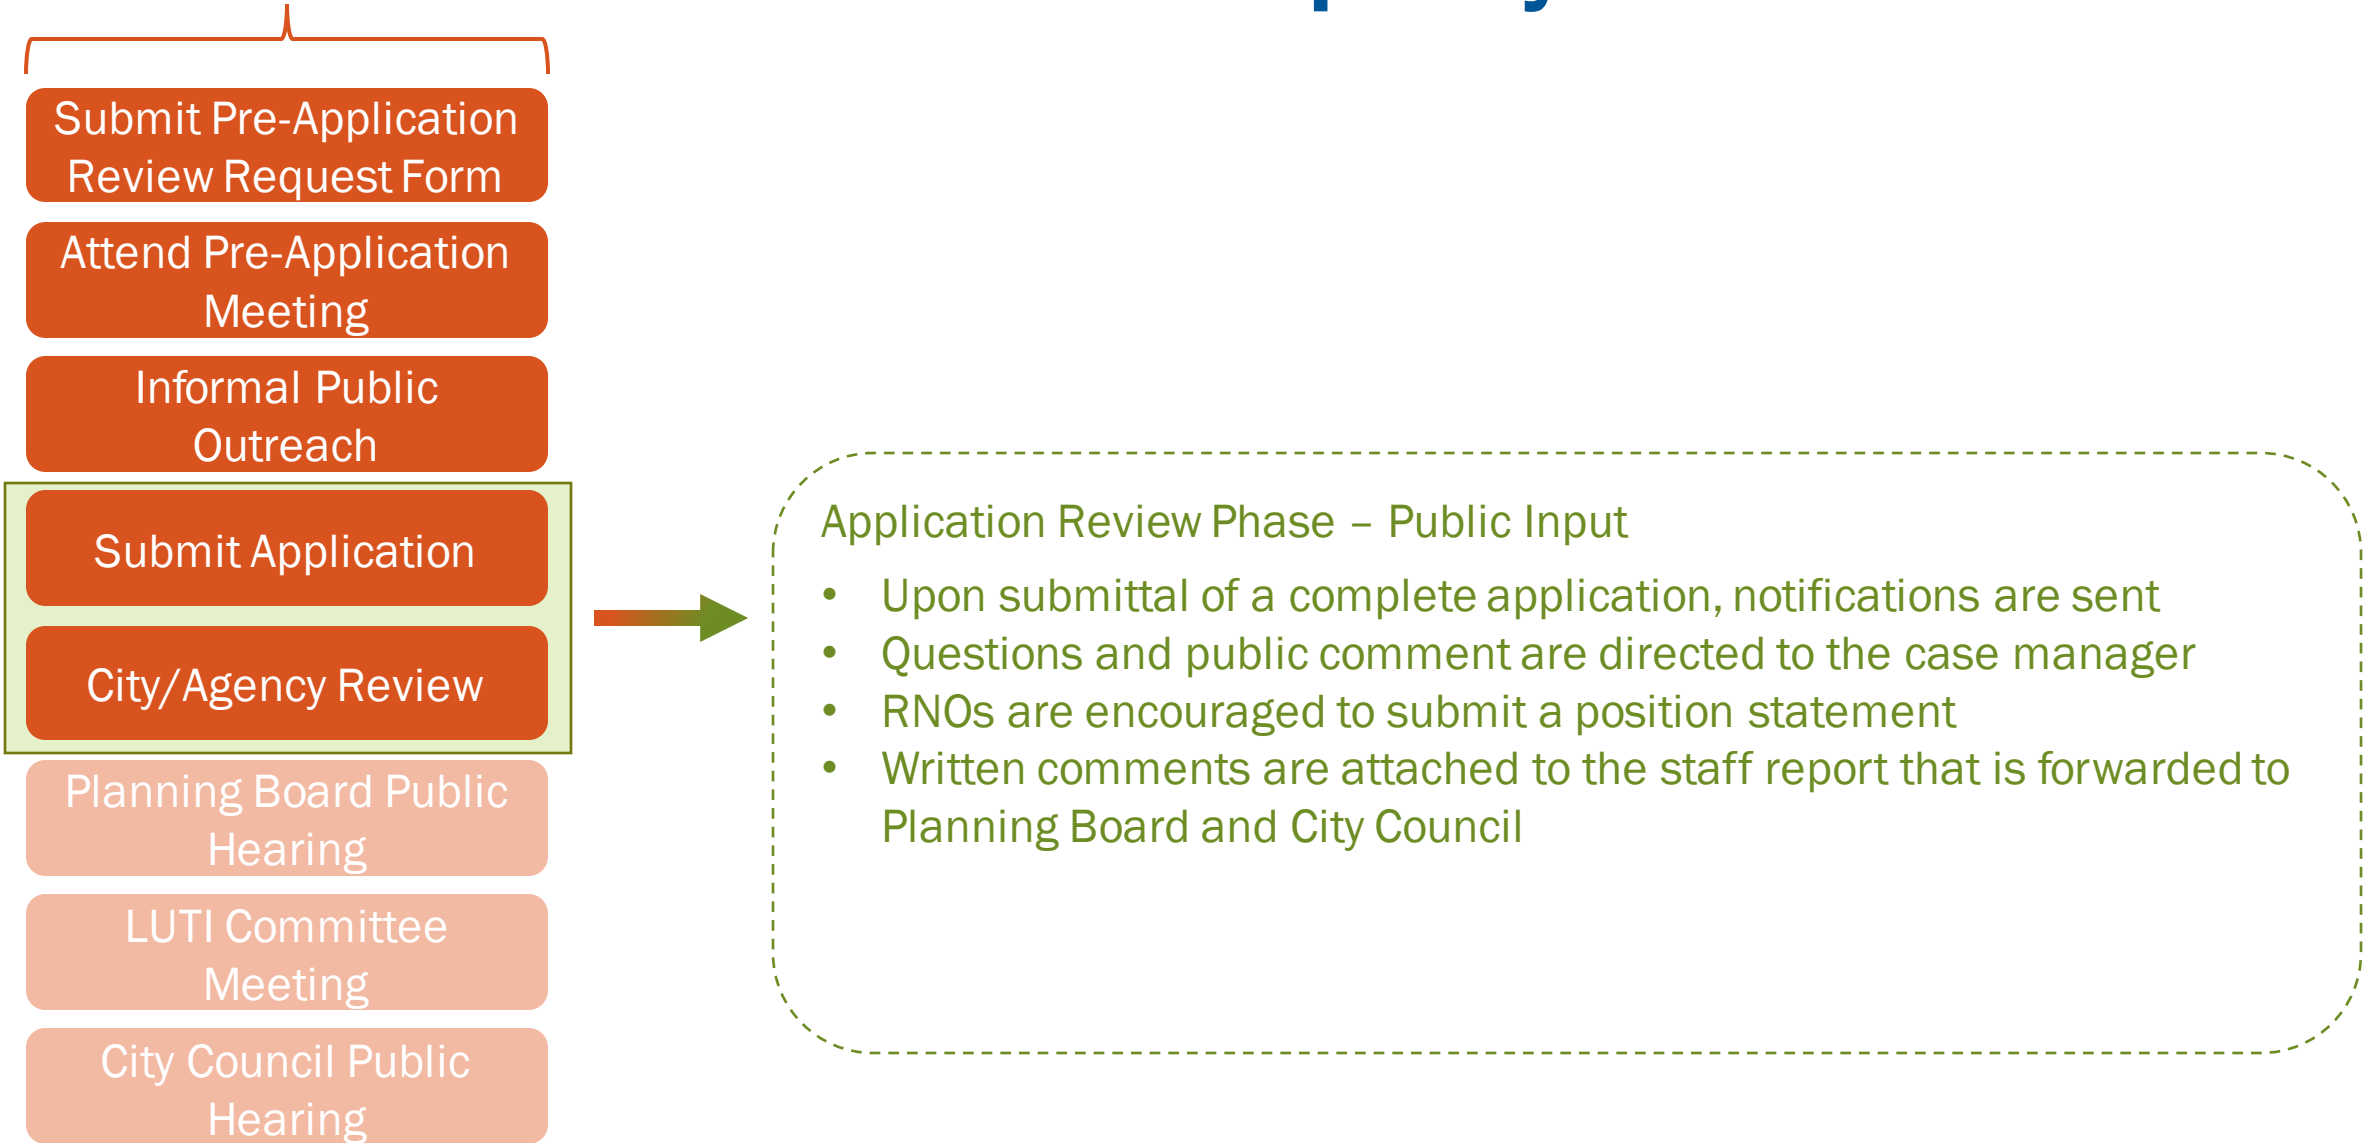 Submit Pre-Application
Review Request Form
Attend Pre-Application
Meeting
Informal Public
Outreach
Submit Application
City/Agency Review
Planning Board Public
Hearing
LUTI Committee
Meeting
City Council Public
Hearing
Application Review Phase – Public Input
• Upon submittal of a complete application, notifications are sent
• Questions and public comment are directed to the case manager
• RNOs are encouraged to submit a position statement
• Written comments are attached to the staff report that is forwarded to
Planning Board and City Council